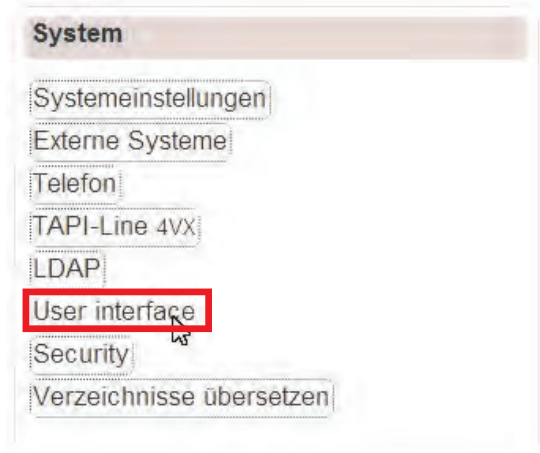 System
Systemeinstellungen
Externe Systeme
Telefon
TAPI-Line 4VX
LDAP
User interface
Security
Verzeichnisse übersetzen